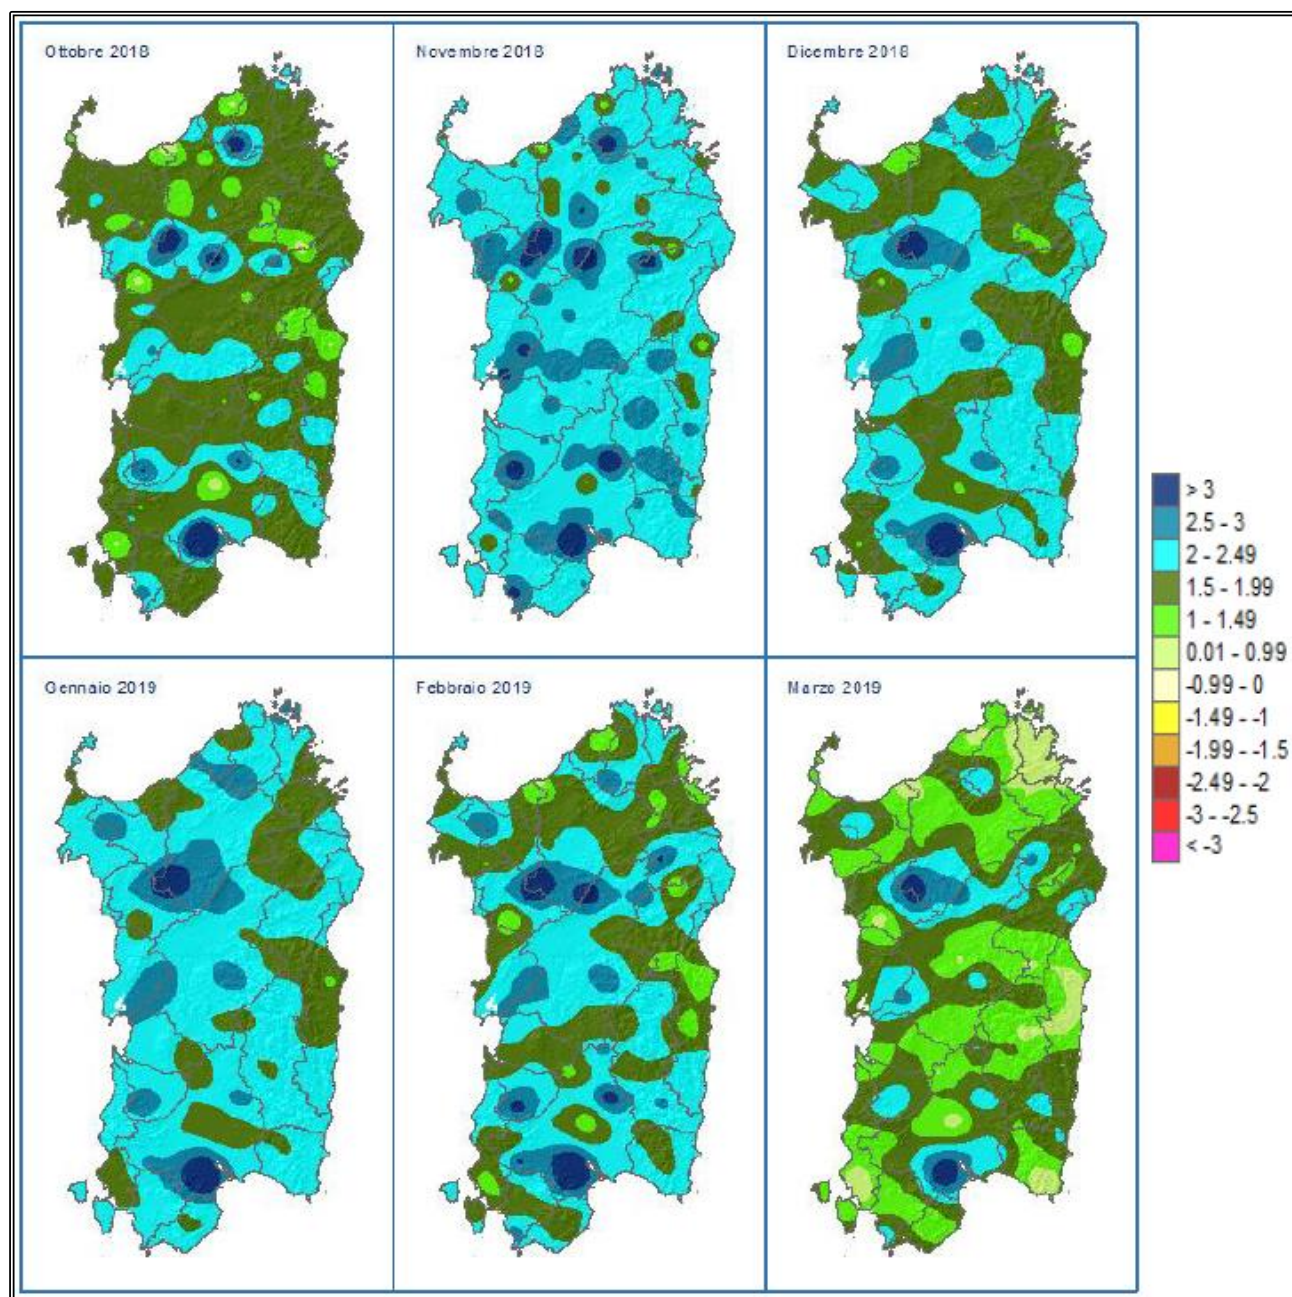 Ottobre 2018
Novembre 2018
Dicembre 2018
> 3
2.5 - 3
2 - 2.49
1.5 - 1.99
1 - 1.49
0.01 - 0.99
-0.99 - 0
-1.49 - -1
-1.99 - -1.5
-2.49 - -2
-3 - -2.5
< -3
Gennaio 2019
Febbraio 2019
Marzo 2019